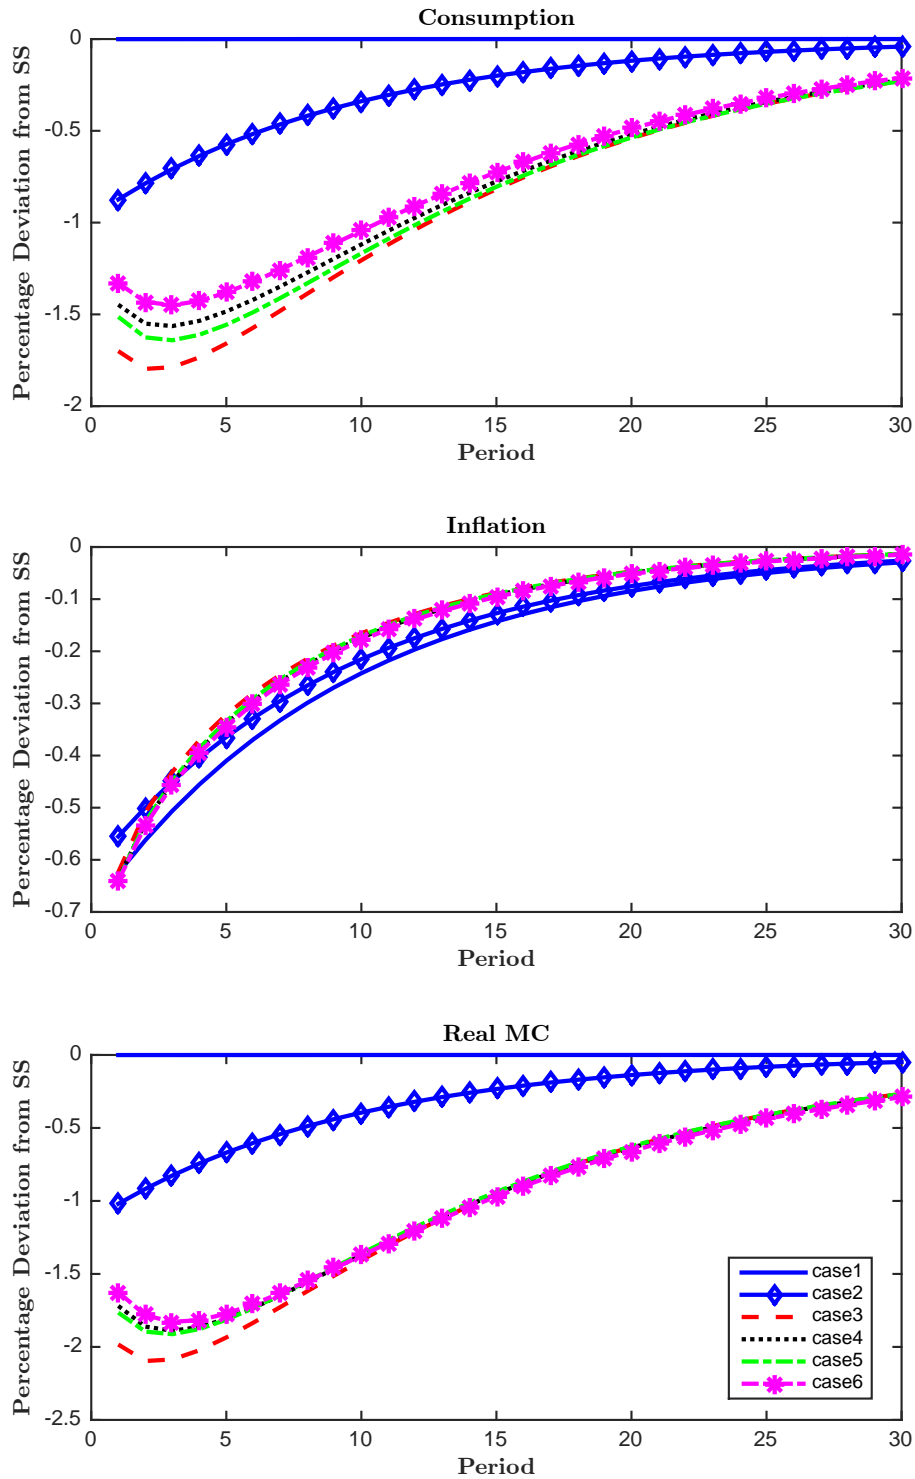 Consumption
Percentage Deviation from SS
0
-0.5
-1
-1.5
-2
0 5 10 15 20 25 30
Period
Inflation
Percentage Deviation from SS
0
-0.1
-0.2
-0.3
-0.4
-0.5
-0.6
-0.7
0 5 10 15 20 25 30
Period
Real MC
Percentage Deviation from SS
0
-0.5
-1
-1.5
-2
-2.5
0 5 10 15 20 25 30
Period
case1
case2
case3
case4
case5
case6